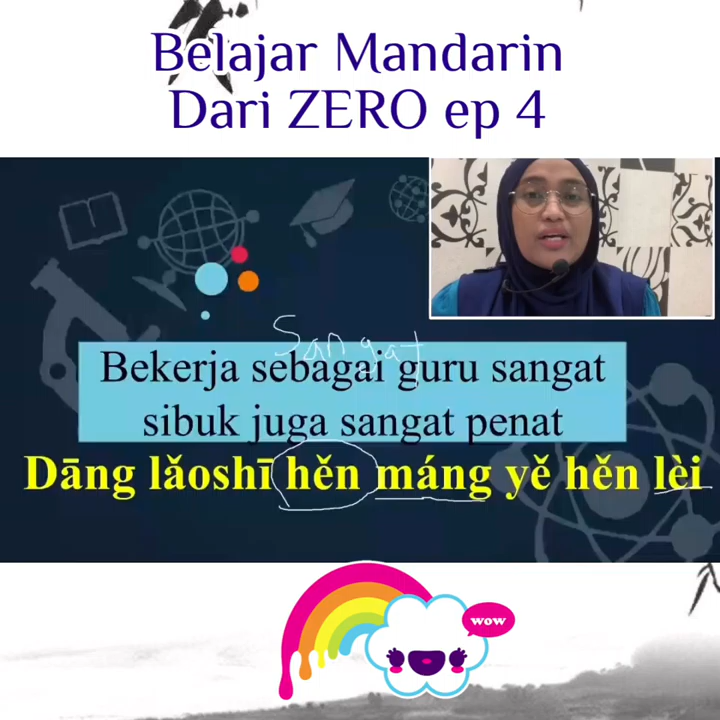 Belajar Mandarin
Dari ZERO ep 4
Sangat
Bekerja sebagai guru sangat
sibuk juga sangat penat
Dāng lǎoshī hěn máng yě hěn lèi
wow